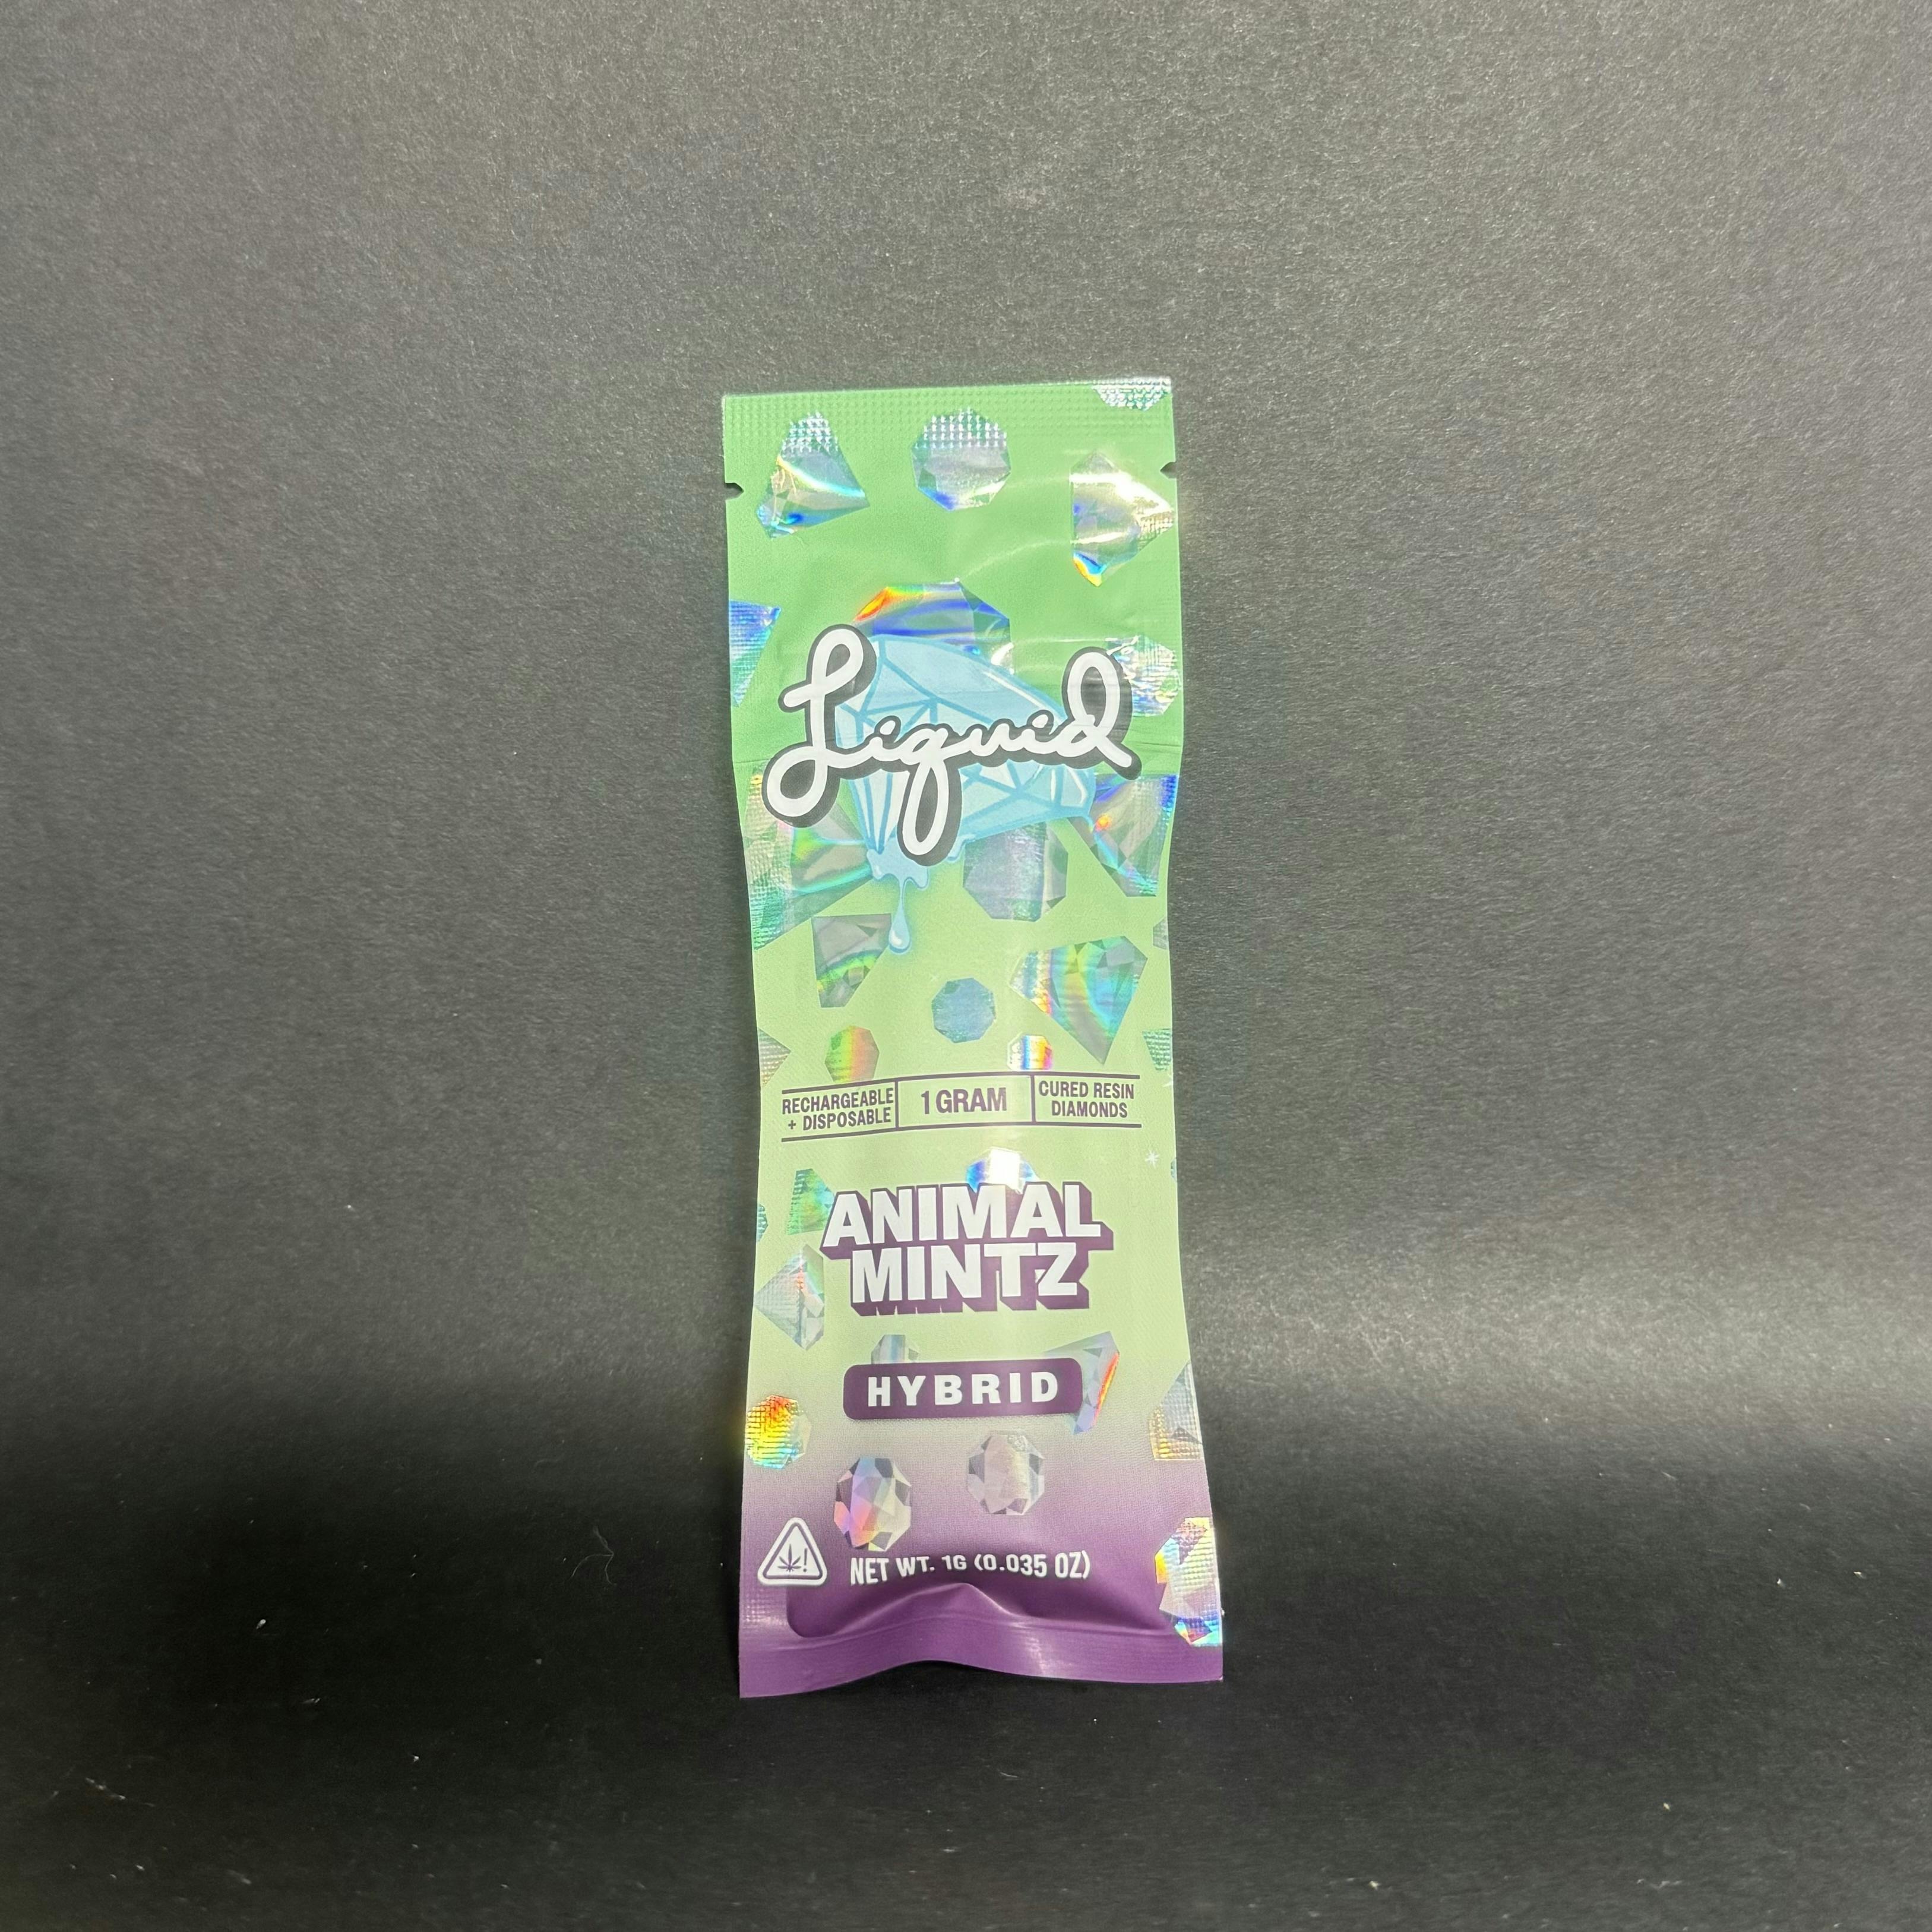 Liquid
RECHARGEABLE
+ DISPOSABLE
1 GRAM
CURED RESIN
DIAMONDS
ANIMAL
MINTZ
HYBRID
!
NET WT. 1G (0.035 OZ)